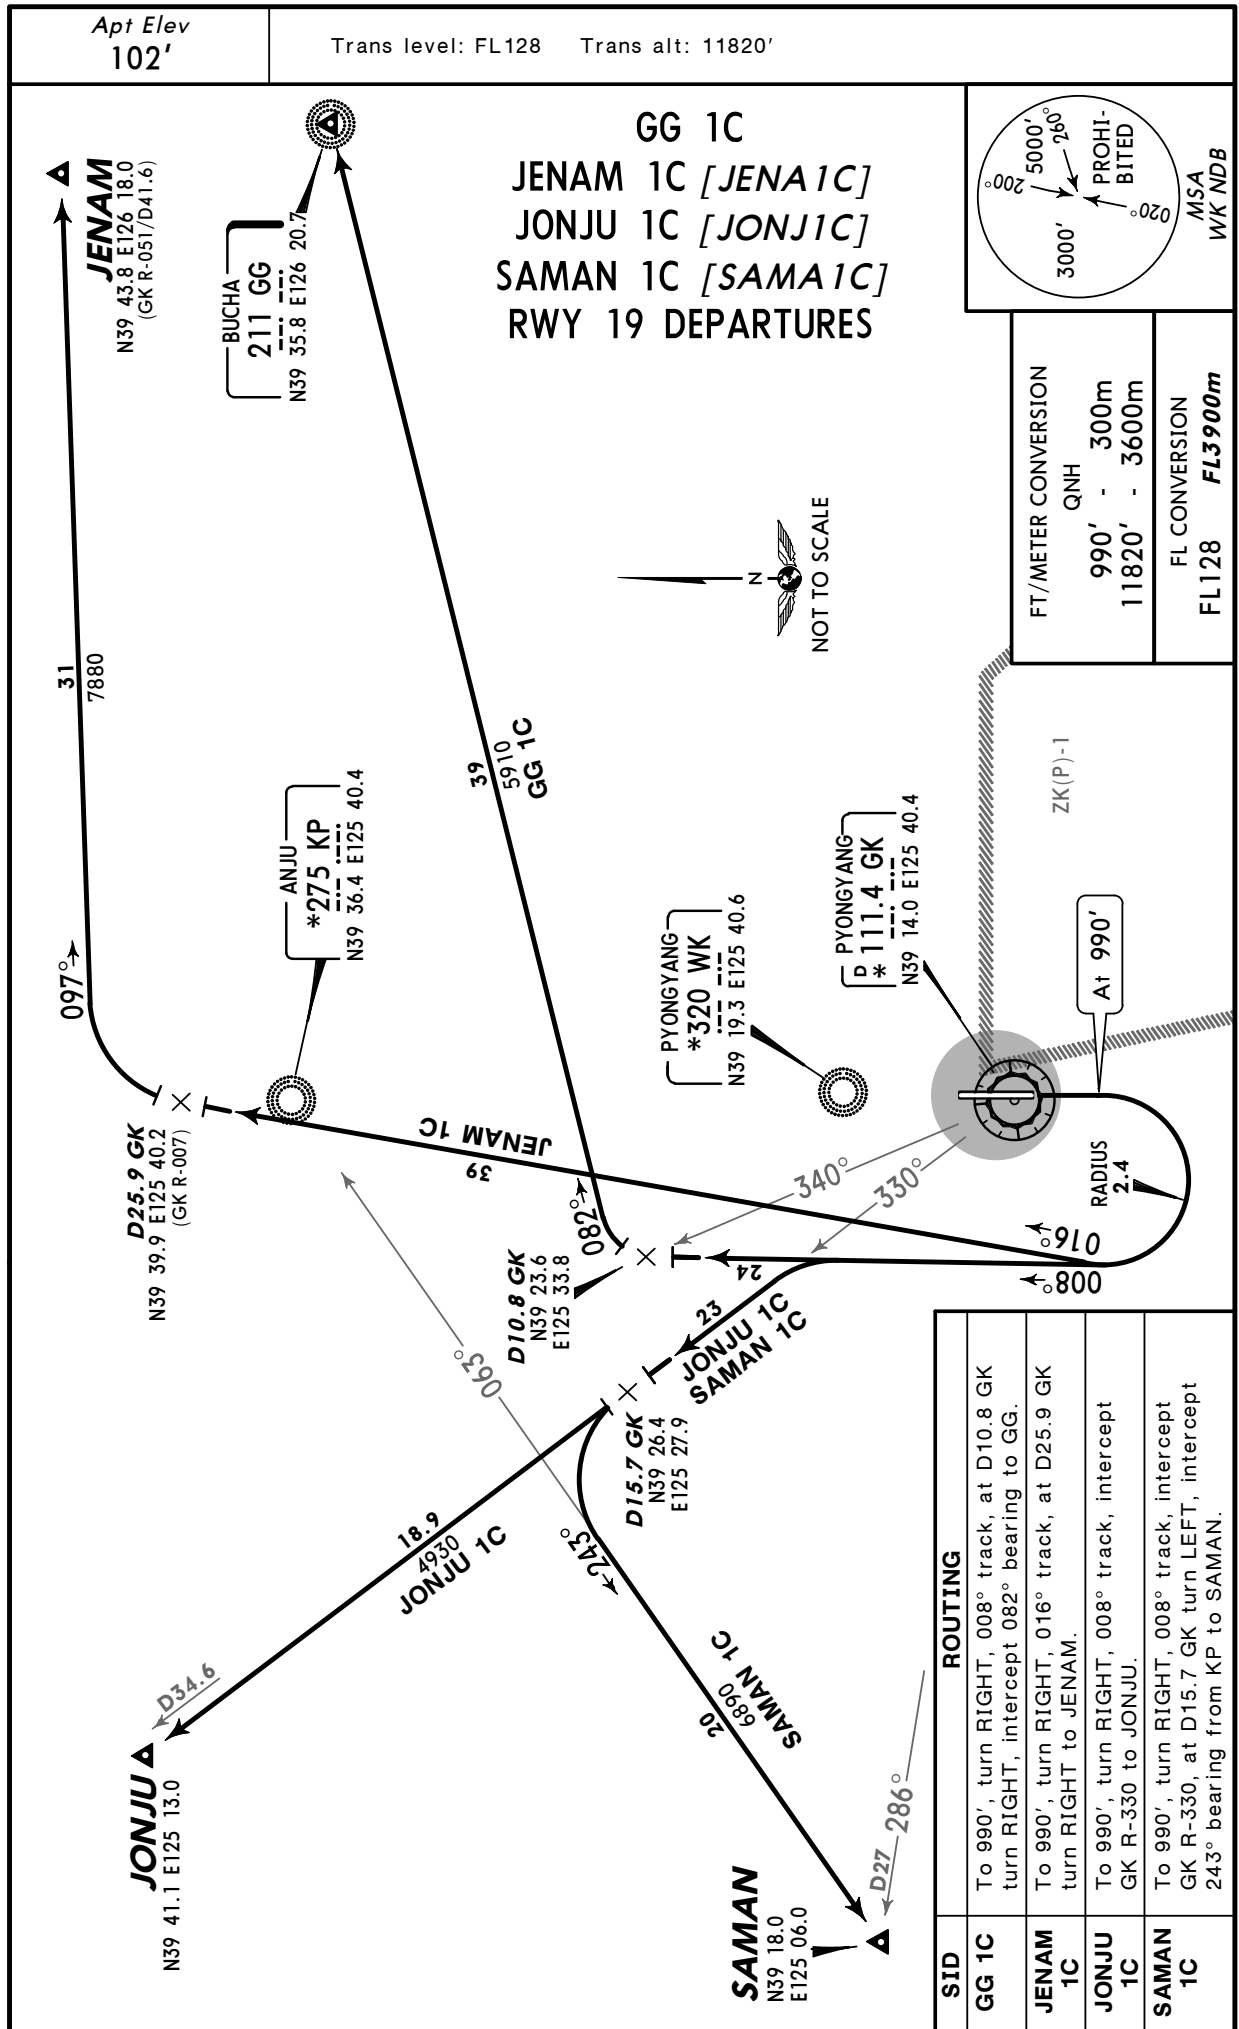 Apt Elev
102'
Trans level: FL128 Trans alt: 11820'
GG 1C
JENAM 1C [JENA1C]
JONJU 1C [JONJ1C]
SAMAN 1C [SAMA1C]
RWY 19 DEPARTURES
200°
5000'
260°
PROHI-
BITED
020°
3000'
MSA
WK NDB
FT/METER CONVERSION
QNH
990' - 300m
11820' - 3600m
FL CONVERSION
FL128 FL3900m
JENAM
N39 43.8 E126 18.0
(GK R-051/D41.6)
BUCHA
211 GG
N39 35.8 E126 20.7
31
7880
097°
39
5910
GG 1C
N
NOT TO SCALE
ANJU
*275 KP
N39 36.4 E125 40.4
PYONGYANG
*320 WK
N39 19.3 E125 40.6
PYONGYANG
D
* 111.4 GK
N39 14.0 E125 40.4
ZK(P)-1
At 990'
RADIUS
2.4
D25.9 GK
N39 39.9 E125 40.2
(GK R-007)
JENAM 1C
39
082°
340°
330°
016°
008°
24
D10.8 GK
N39 23.6
E125 33.8
063°
23
JONJU 1C
SAMAN 1C
D15.7 GK
N39 26.4
E125 27.9
243°
18.9
4930
JONJU 1C
D34.6
JONJU
N39 41.1 E125 13.0
SAMAN 1C
6890
20
SAMAN
N39 18.0
E125 06.0
D27
286°
SID
ROUTING
GG 1C
To 990', turn RIGHT, 008° track, at D10.8 GK
turn RIGHT, intercept 082° bearing to GG.
JENAM
1C
To 990', turn RIGHT, 016° track, at D25.9 GK
turn RIGHT to JENAM.
JONJU
1C
To 990', turn RIGHT, 008° track, intercept
GK R-330 to JONJU.
SAMAN
1C
To 990', turn RIGHT, 008° track, intercept
GK R-330, at D15.7 GK turn LEFT, intercept
243° bearing from KP to SAMAN.